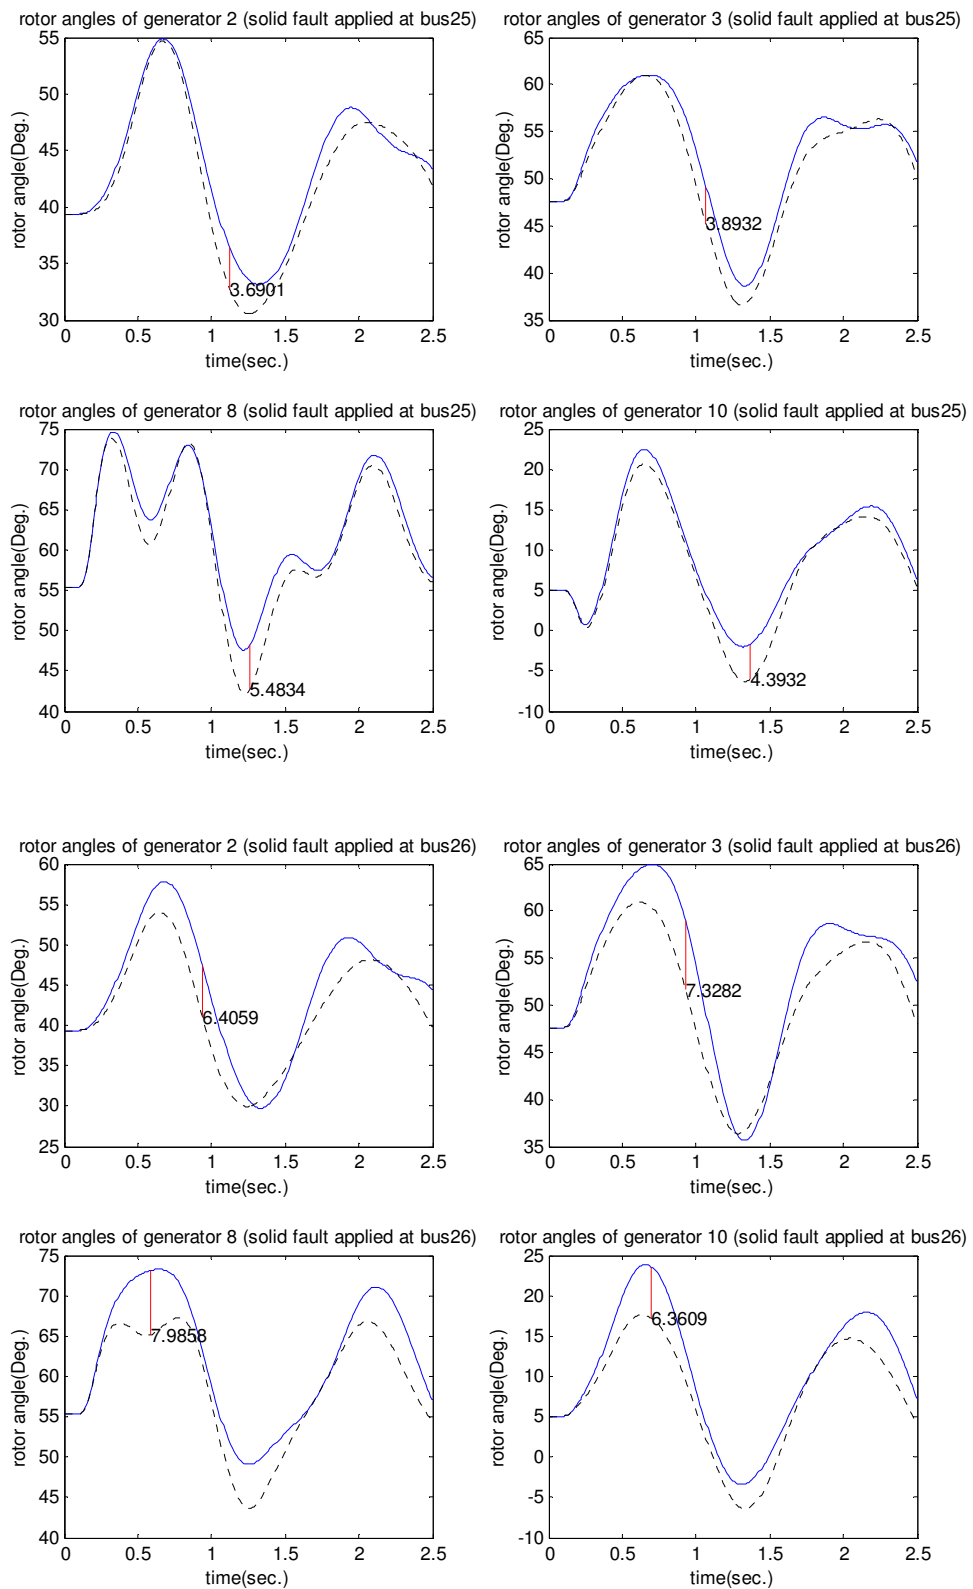 rotor angles of generator 2 (solid fault applied at bus25)
rotor angle(Deg.)
55
50
45
40
35
30
3.6901
0 0.5 1 1.5 2 2.5
time(sec.)
rotor angles of generator 3 (solid fault applied at bus25)
rotor angle(Deg.)
65
60
55
50
45
40
35
3.8932
0 0.5 1 1.5 2 2.5
time(sec.)
rotor angles of generator 8 (solid fault applied at bus25)
rotor angle(Deg.)
75
70
65
60
55
50
45
40
5.4834
0 0.5 1 1.5 2 2.5
time(sec.)
rotor angles of generator 10 (solid fault applied at bus25)
rotor angle(Deg.)
25
20
15
10
5
0
-5
-10
4.3932
0 0.5 1 1.5 2 2.5
time(sec.)
rotor angles of generator 2 (solid fault applied at bus26)
rotor angle(Deg.)
60
55
50
45
40
35
30
25
6.4059
0 0.5 1 1.5 2 2.5
time(sec.)
rotor angles of generator 3 (solid fault applied at bus26)
rotor angle(Deg.)
65
60
55
50
45
40
35
7.3282
0 0.5 1 1.5 2 2.5
time(sec.)
rotor angles of generator 8 (solid fault applied at bus26)
rotor angle(Deg.)
75
70
65
60
55
50
45
40
7.9858
0 0.5 1 1.5 2 2.5
time(sec.)
rotor angles of generator 10 (solid fault applied at bus26)
rotor angle(Deg.)
25
20
15
10
5
0
-5
-10
6.3609
0 0.5 1 1.5 2 2.5
time(sec.)